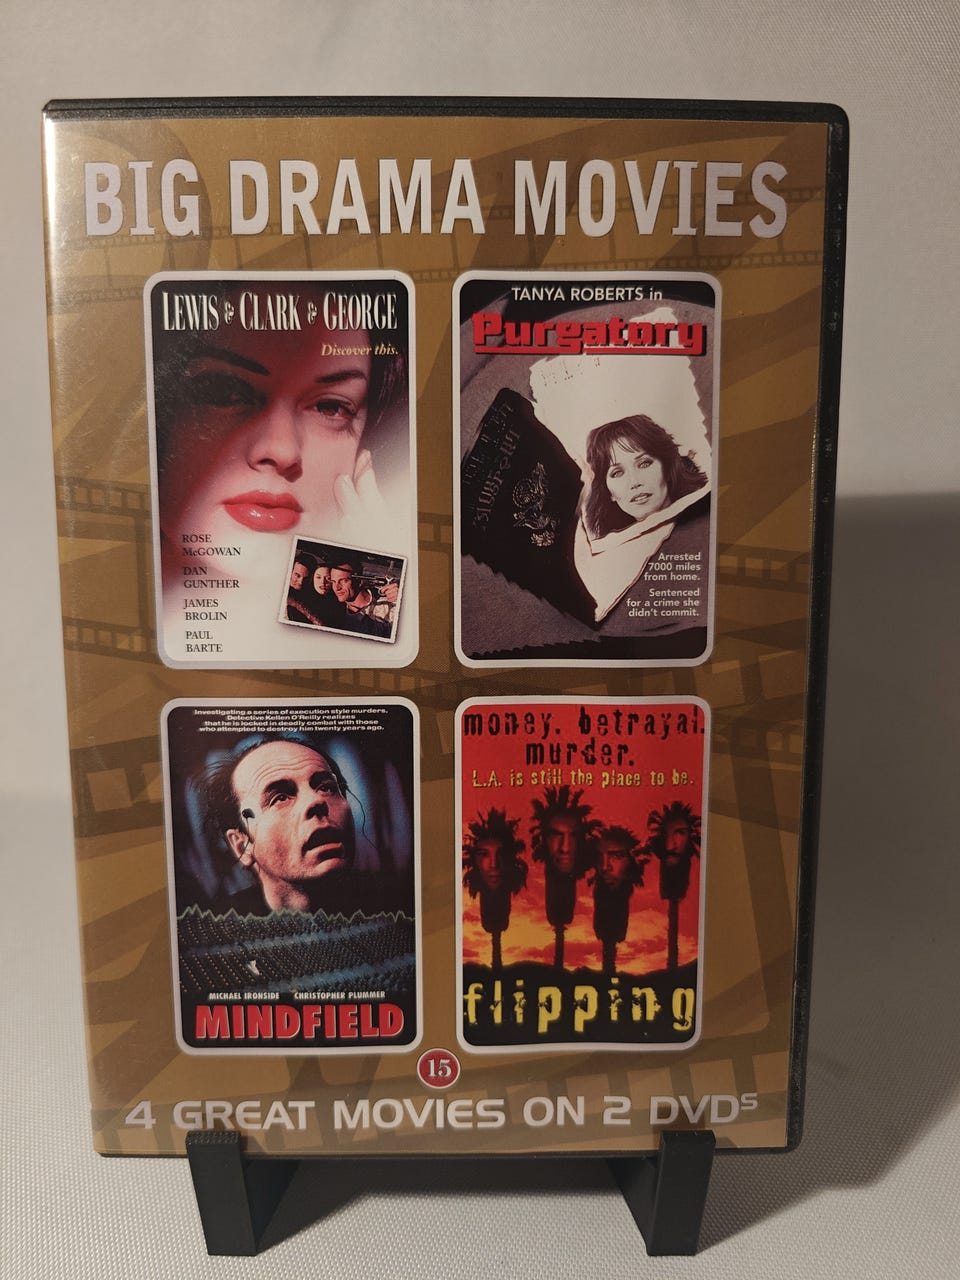 BIG DRAMA MOVIES
LEWIS & CLARK & GEORGE
Discover this.
ROSE
McGOWAN
DAN
GUNTHER
JAMES
BROLIN
PAUL
BARTE
TANYA ROBERTS in
Purgatory
Arrested
7000 miles
from home.
Sentenced
for a crime she
didn't commit.
Investigating a series of execution style murders,
Detective Kellen O'Reilly realizes
that he is locked in deadly combat with those
who attempted to destroy him twenty years ago.
MICHAEL IRONSIDE CHRISTOPHER PLUMMER
MINDFIELD
money. betrayal.
murder.
L.A. is still the place to be.
flipping
15
4 GREAT MOVIES ON 2 DVDs